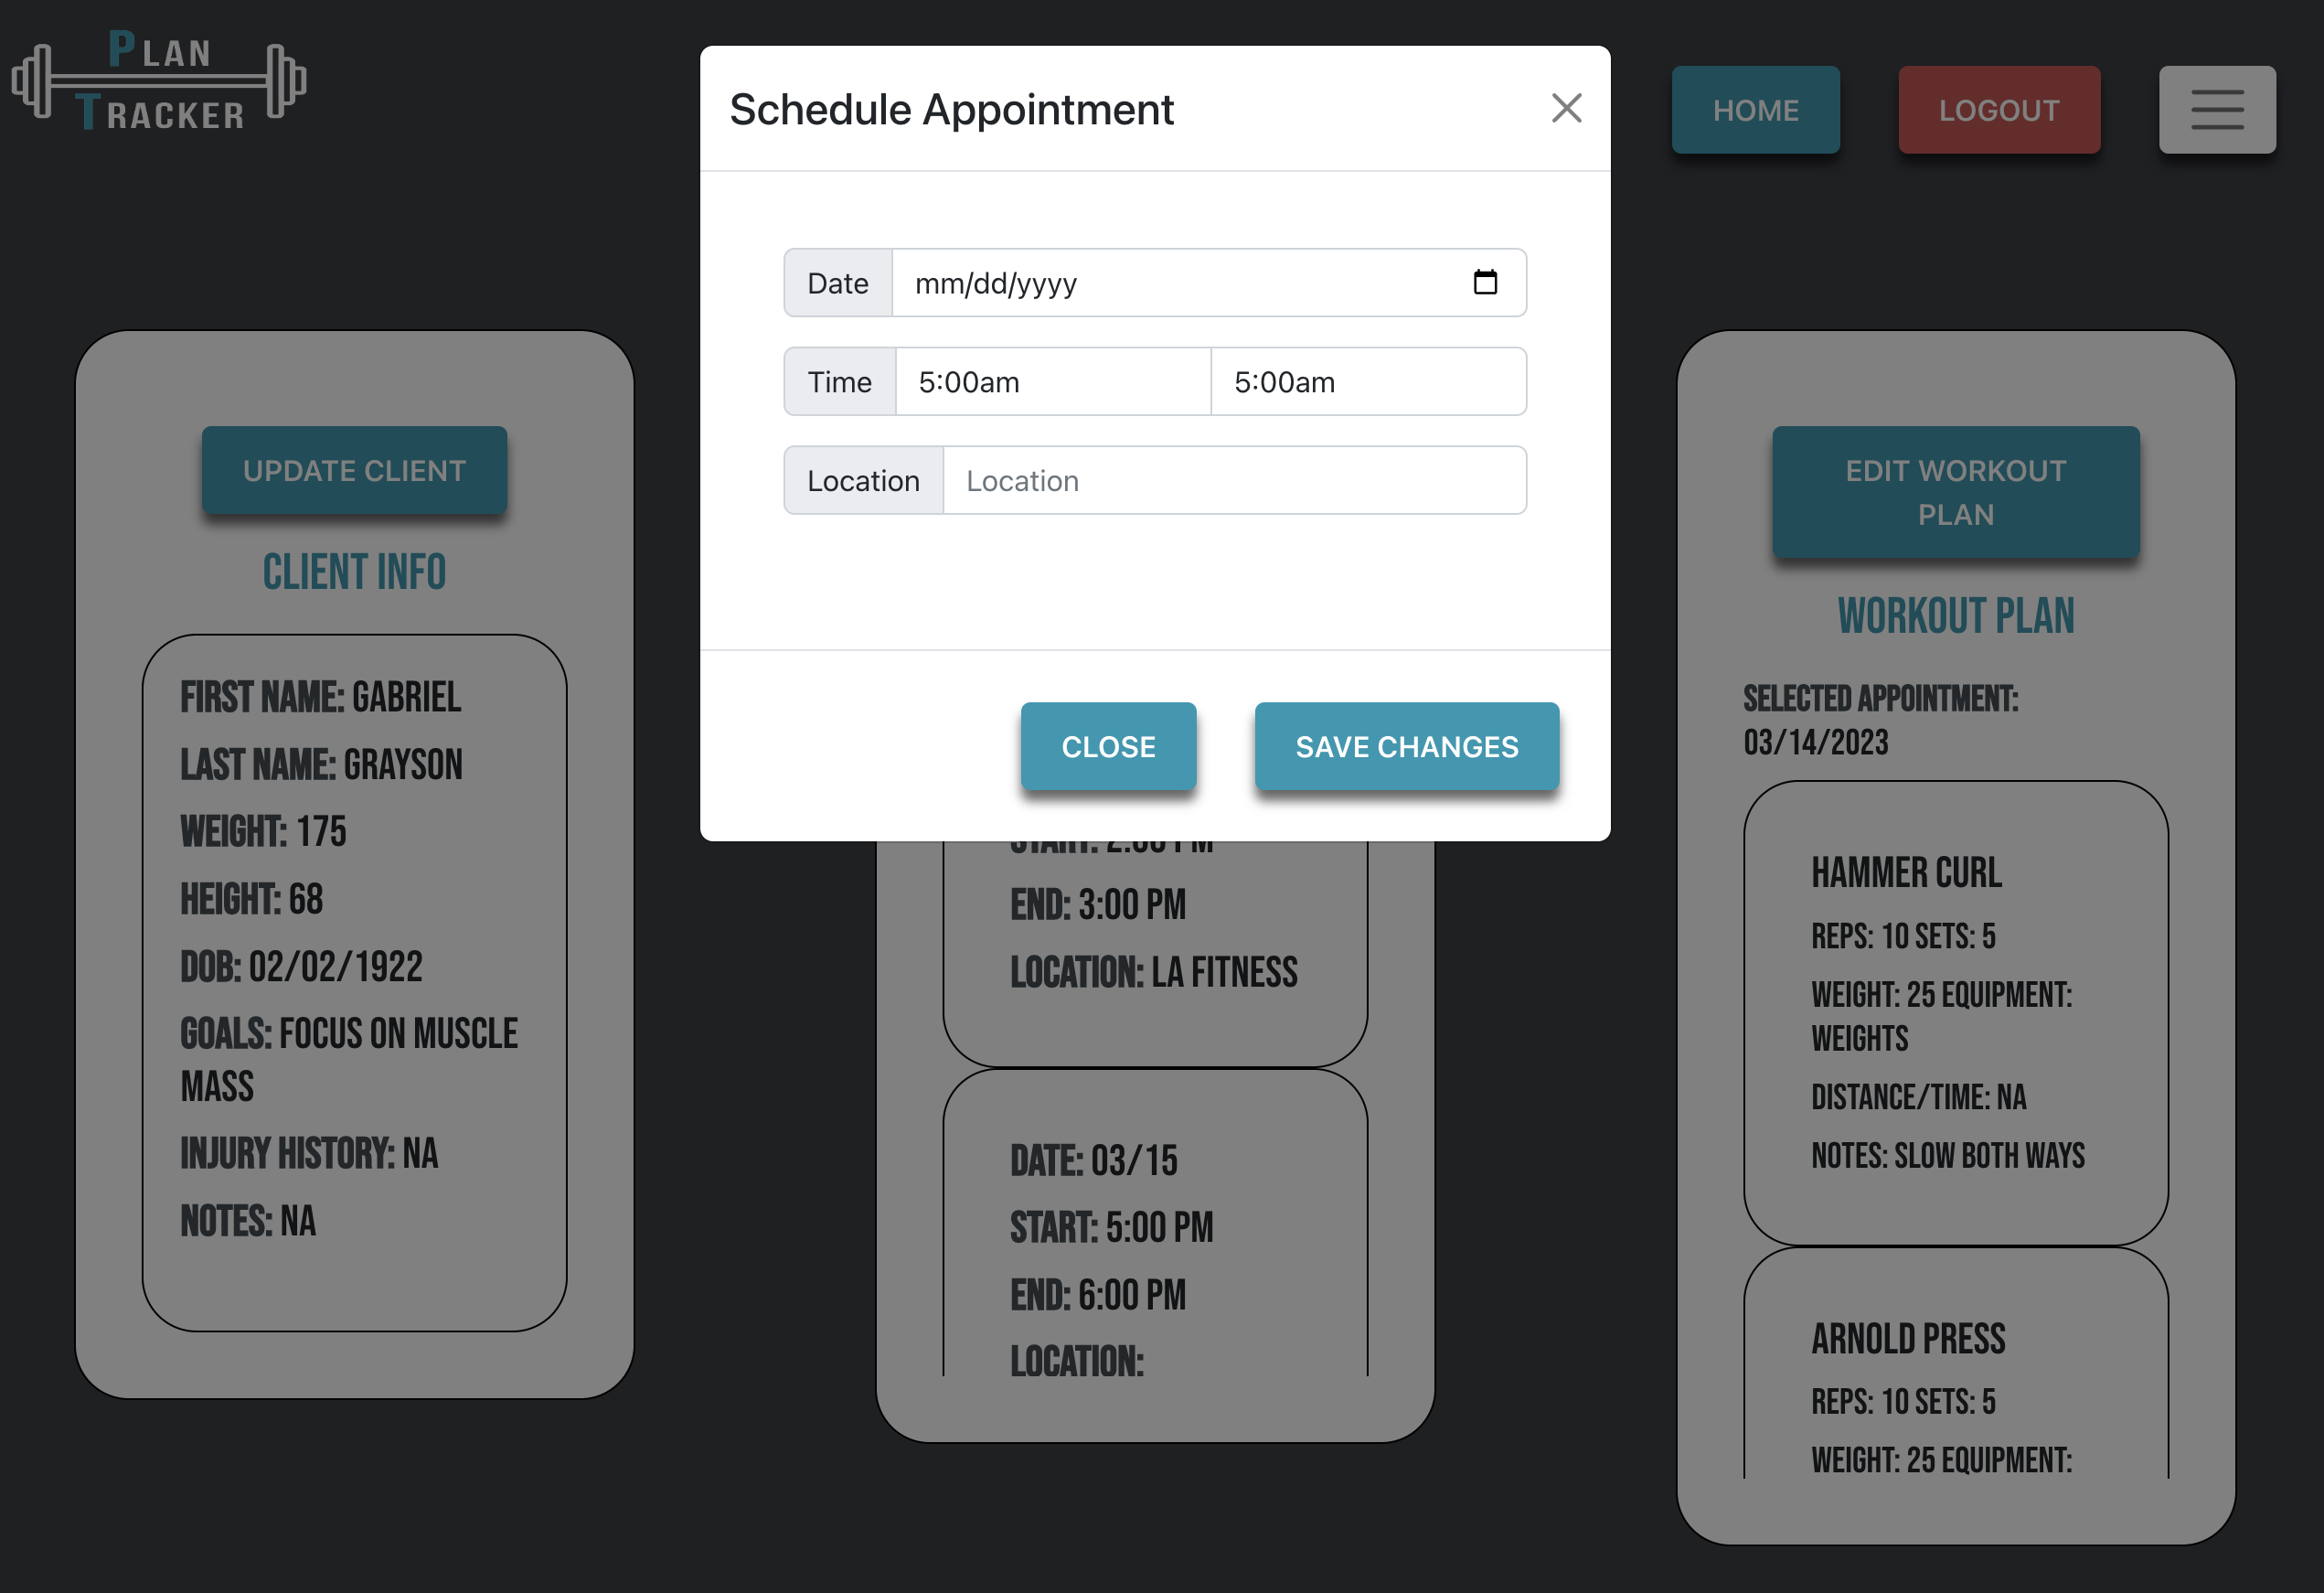 PLAN
TRACKER
HOME
LOGOUT
Schedule Appointment
Date mm/dd/yyyy
Time 5:00am 5:00am
Location Location
CLOSE
SAVE CHANGES
UPDATE CLIENT
CLIENT INFO
FIRST NAME: GABRIEL
LAST NAME: GRAYSON
WEIGHT: 175
HEIGHT: 68
DOB: 02/02/1922
GOALS: FOCUS ON MUSCLE
MASS
INJURY HISTORY: NA
NOTES: NA
START: 2:00 PM
END: 3:00 PM
LOCATION: LA FITNESS
DATE: 03/15
START: 5:00 PM
END: 6:00 PM
LOCATION:
EDIT WORKOUT
PLAN
WORKOUT PLAN
SELECTED APPOINTMENT:
03/14/2023
HAMMER CURL
REPS: 10 SETS: 5
WEIGHT: 25 EQUIPMENT:
WEIGHTS
DISTANCE/TIME: NA
NOTES: SLOW BOTH WAYS
ARNOLD PRESS
REPS: 10 SETS: 5
WEIGHT: 25 EQUIPMENT: